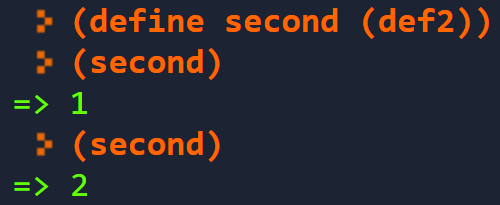 (define second (def2))
(second)
=> 1
(second)
=> 2